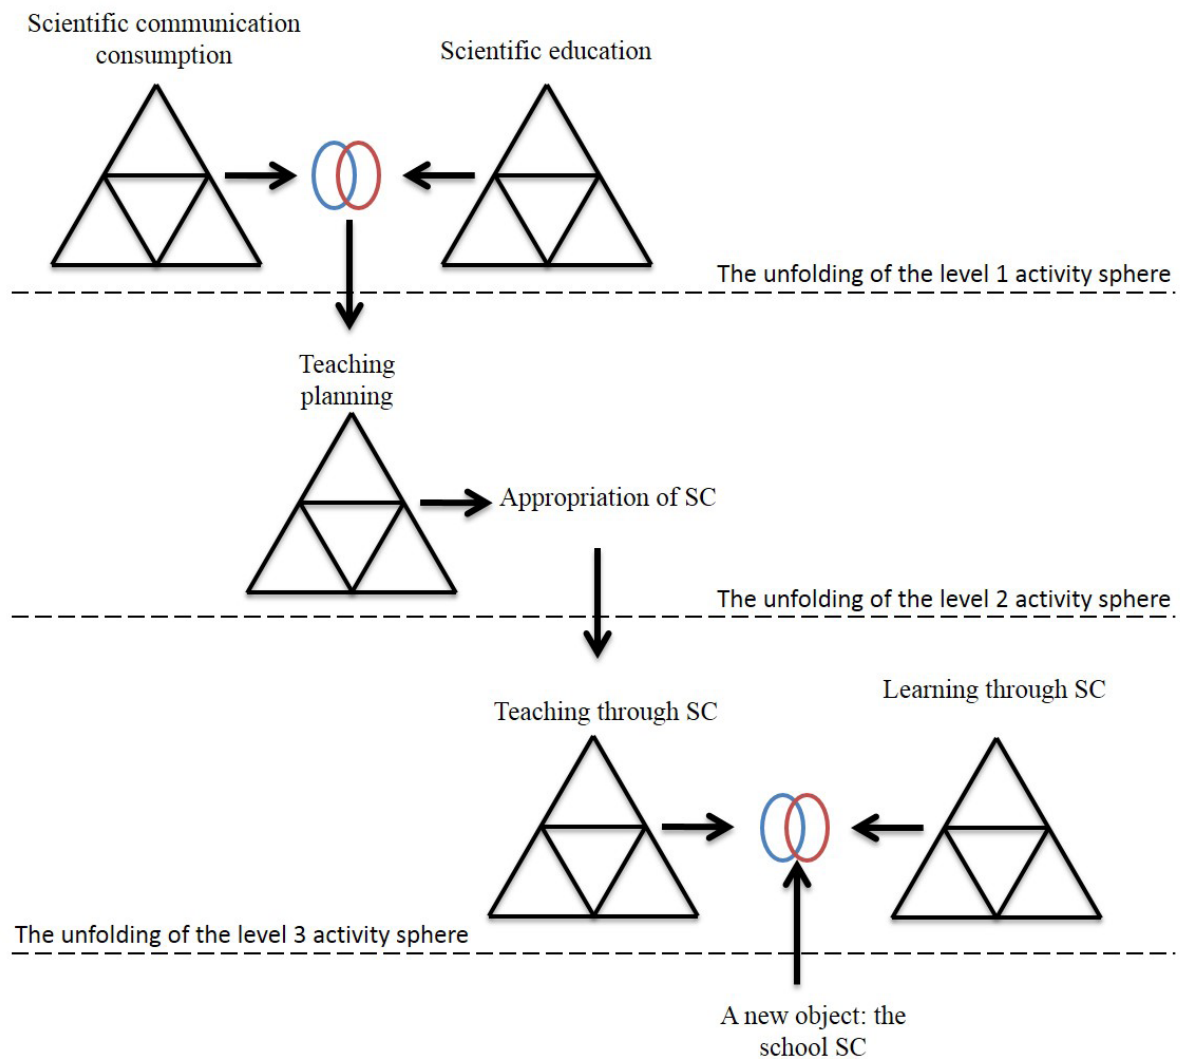 Scientific communication
consumption
Scientific education
The unfolding of the level 1 activity sphere
Teaching
planning
Appropriation of SC
The unfolding of the level 2 activity sphere
Learning through SC
Teaching through SC
The unfolding of the level 3 activity sphere
A new object: the
school SC